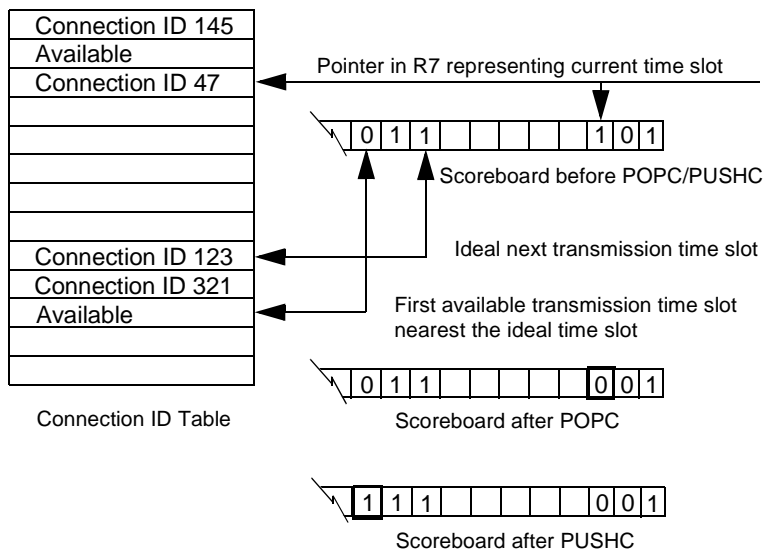 Connection ID 145
Available
Connection ID 47
Pointer in R7 representing current time slot
0 1 1 1 0 1
Scoreboard before POPC/PUSHC
Connection ID 123
Ideal next transmission time slot
Connection ID 321
Available
First available transmission time slot
nearest the ideal time slot
0 1 1 0 0 1
Connection ID Table
Scoreboard after POPC
1 1 1 0 0 1
Scoreboard after PUSHC